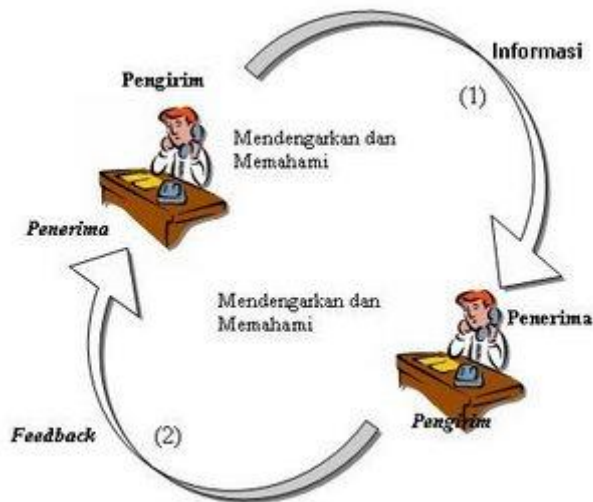 Informasi
Pengirim
(1)
Mendengarkan dan
Memahami
Penerima
Mendengarkan dan
Memahami
Penerima
Pengirim
Feedback
(2)